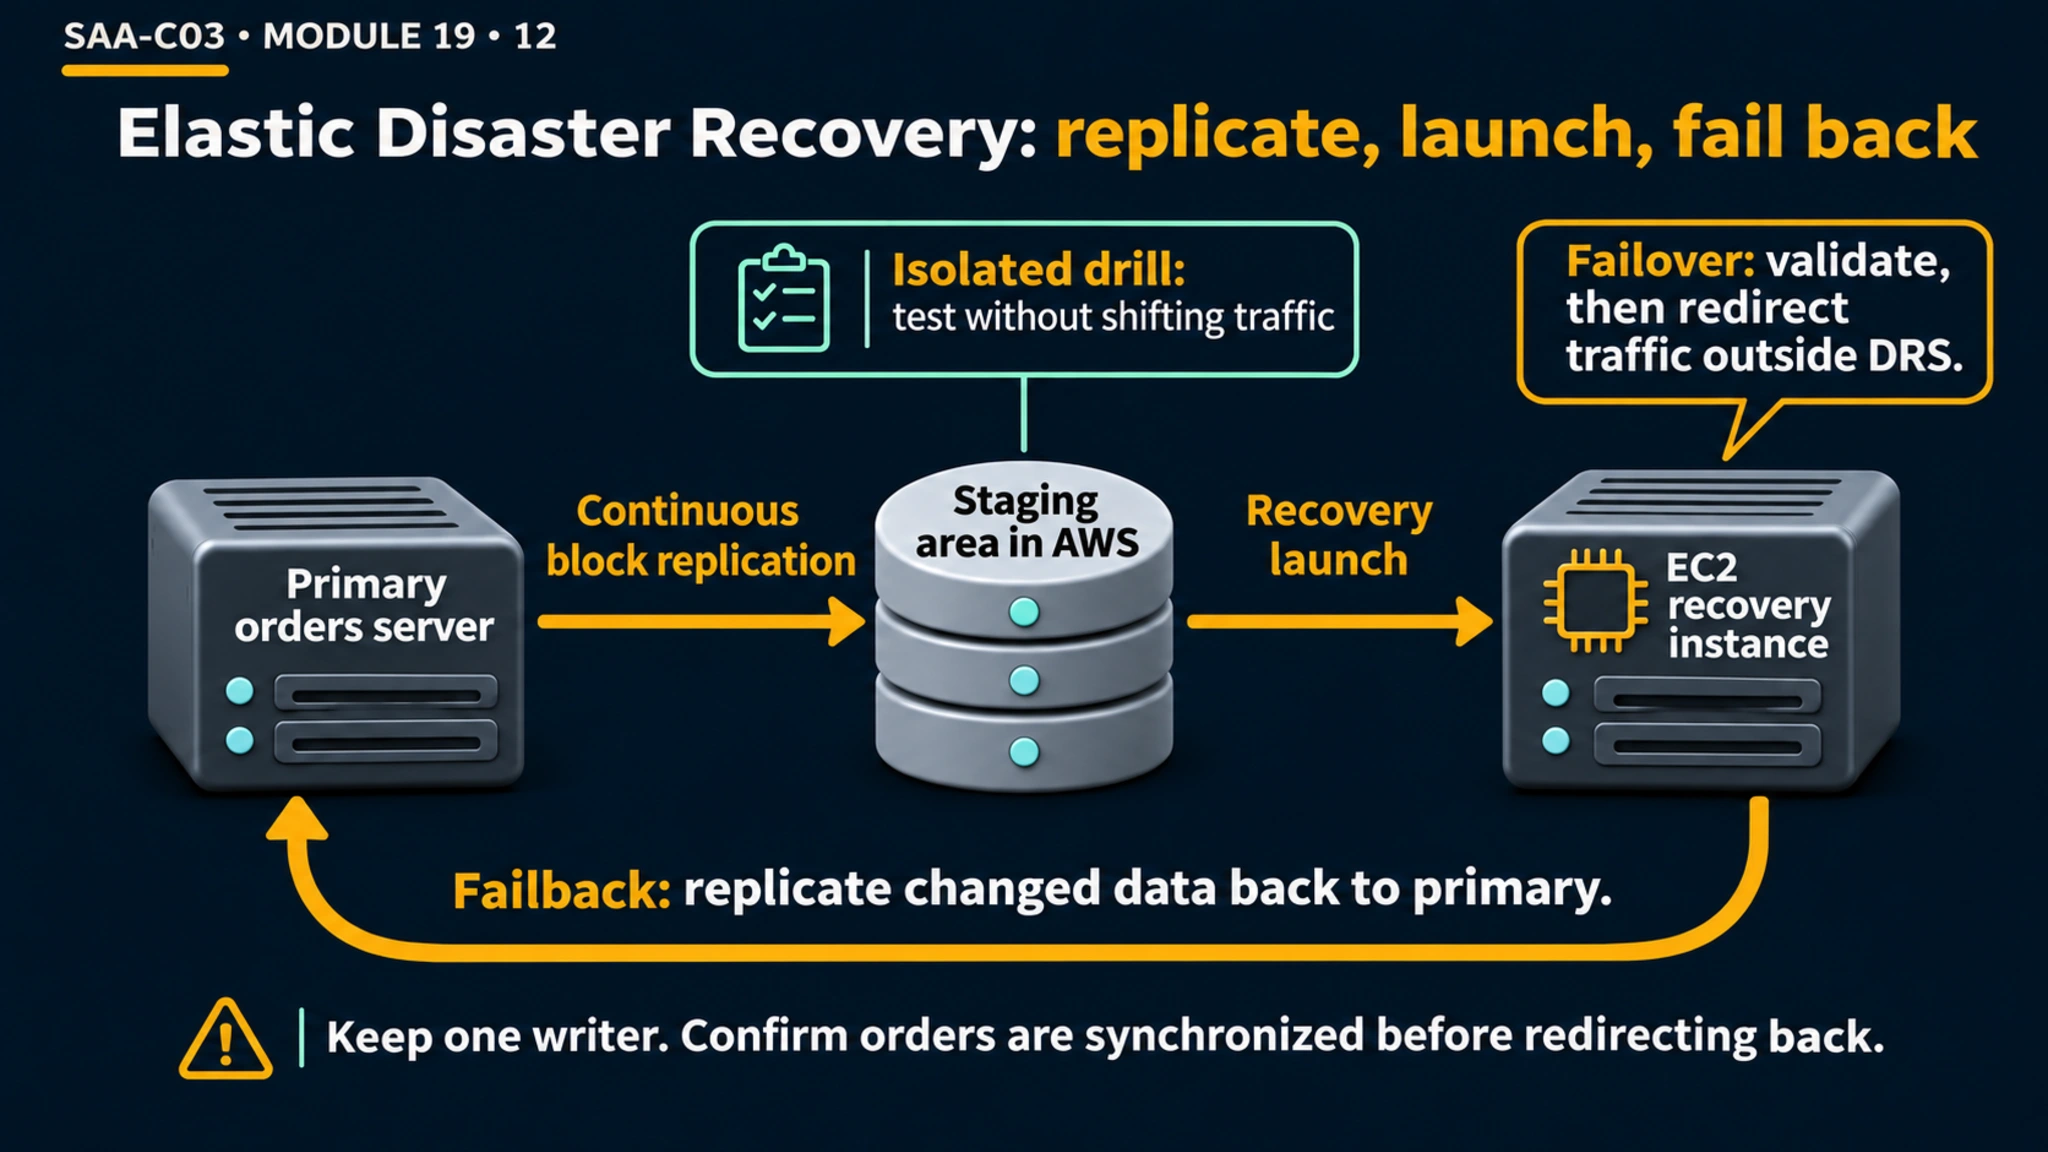 SAA-C03 • MODULE 19 • 12
Elastic Disaster Recovery: replicate, launch, fail back
Isolated drill:
test without shifting traffic
Failover: validate,
then redirect
traffic outside DRS.
Primary
orders server
Continuous
block replication
Staging
area in AWS
Recovery
launch
EC2
recovery
instance
Failback: replicate changed data back to primary.
Keep one writer. Confirm orders are synchronized before redirecting back.